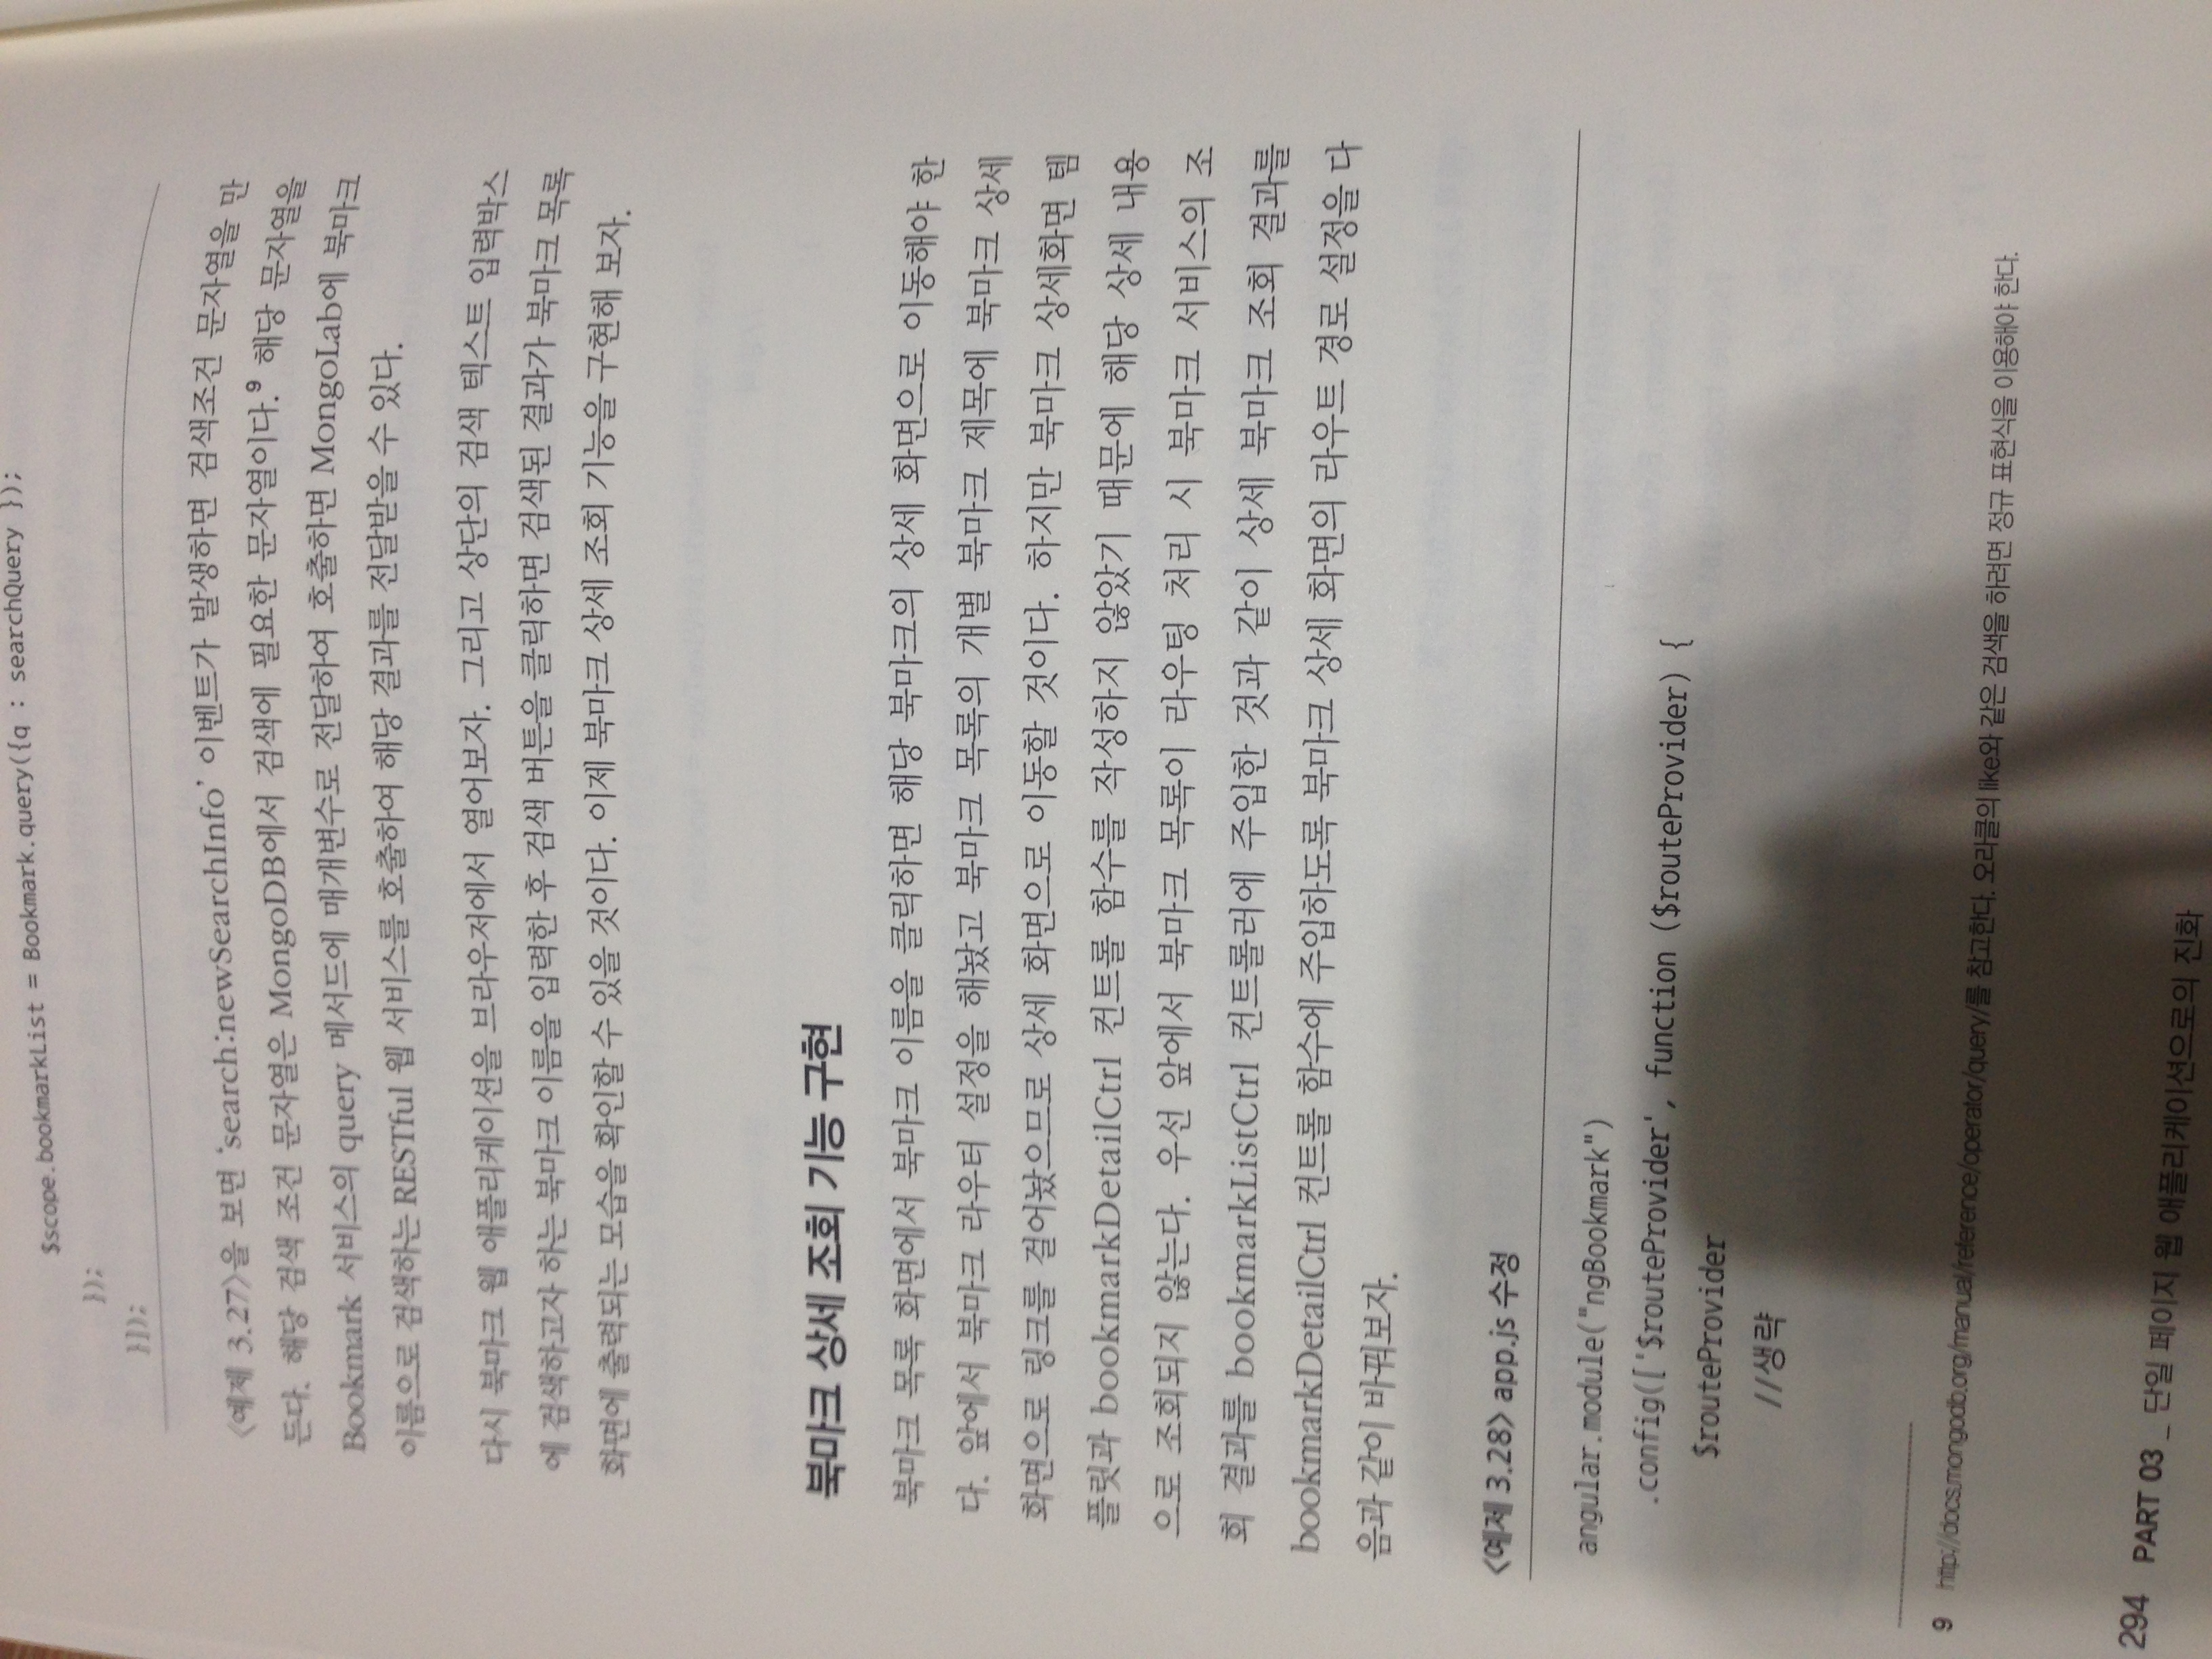 $scope.bookmarkList = Bookmark.query({q : searchQuery });
});
}]);
〈예제 3.27〉을 보면 ‘search:newSearchInfo’ 이벤트가 발생하면 검색조건 문자열을 만
든다. 해당 검색 조건 문자열은 MongoDB에서 검색에 필요한 문자열이다.9 해당 문자열을
Bookmark 서비스의 query 메서드에 매개변수로 전달하여 호출하면 MongoLab에 북마크
이름으로 검색하는 RESTful 웹 서비스를 호출하여 해당 결과를 전달받을 수 있다.
다시 북마크 웹 애플리케이션을 브라우저에서 열어보자. 그리고 상단의 검색 텍스트 입력박스
에 검색하고자 하는 북마크 이름을 입력한 후 검색 버튼을 클릭하면 검색된 결과가 북마크 목록
화면에 출력되는 모습을 확인할 수 있을 것이다. 이제 북마크 상세 조회 기능을 구현해 보자.
북마크 상세 조회 기능 구현
북마크 목록 화면에서 북마크 이름을 클릭하면 해당 북마크의 상세 화면으로 이동해야 한
다. 앞에서 북마크 라우터 설정을 해놨고 북마크 목록의 개별 북마크 제목에 북마크 상세
화면으로 링크를 걸어놨으므로 상세 화면으로 이동할 것이다. 하지만 북마크 상세화면 템
플릿과 bookmarkDetailCtrl 컨트롤 함수를 작성하지 않았기 때문에 해당 상세 내용
으로 조회되지 않는다. 우선 앞에서 북마크 목록이 라우팅 처리 시 북마크 서비스의 조
회 결과를 bookmarkListCtrl 컨트롤러에 주입한 것과 같이 상세 북마크 조회 결과를
bookmarkDetailCtrl 컨트롤 함수에 주입하도록 북마크 상세 화면의 라우트 경로 설정을 다
음과 같이 바꿔보자.
〈예제 3.28〉 app.js 수정
angular.module("ngBookmark")
.config(['$routeProvider', function ($routeProvider) {
$routeProvider
//생략
9 http://docs.mongodb.org/manual/reference/operator/query/를 참고한다. 오라클의 like와 같은 검색을 하려면 정규 표현식을 이용해야 한다.
294 PART 03 _ 단일 페이지 웹 애플리케이션으로의 진화